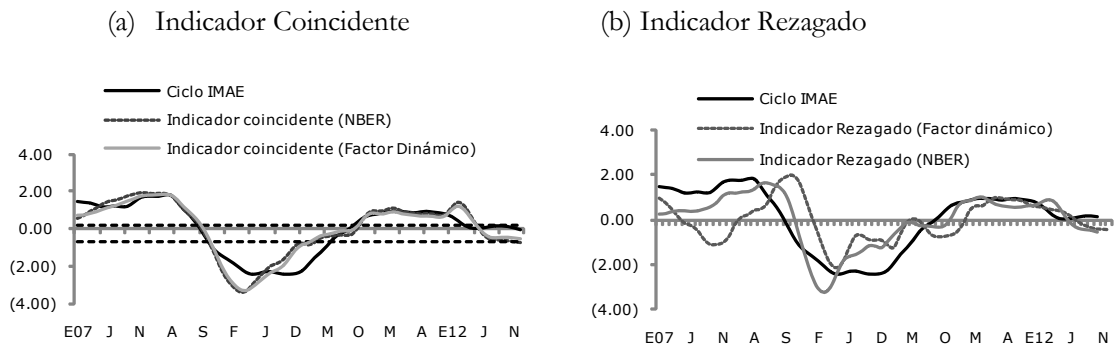 (a) Indicador Coincidente
Ciclo IMAE
Indicador coincidente (NBER)
Indicador coincidente (Factor Dinámico)
4.00
2.00
0.00
(2.00)
(4.00)
E07 J N A S F J D M O M A E12 J N
(b) Indicador Rezagado
Ciclo IMAE
Indicador Rezagado (Factor dinámico)
Indicador Rezagado (NBER)
4.00
2.00
0.00
(2.00)
(4.00)
E07 J N A S F J D M O M A E12 J N